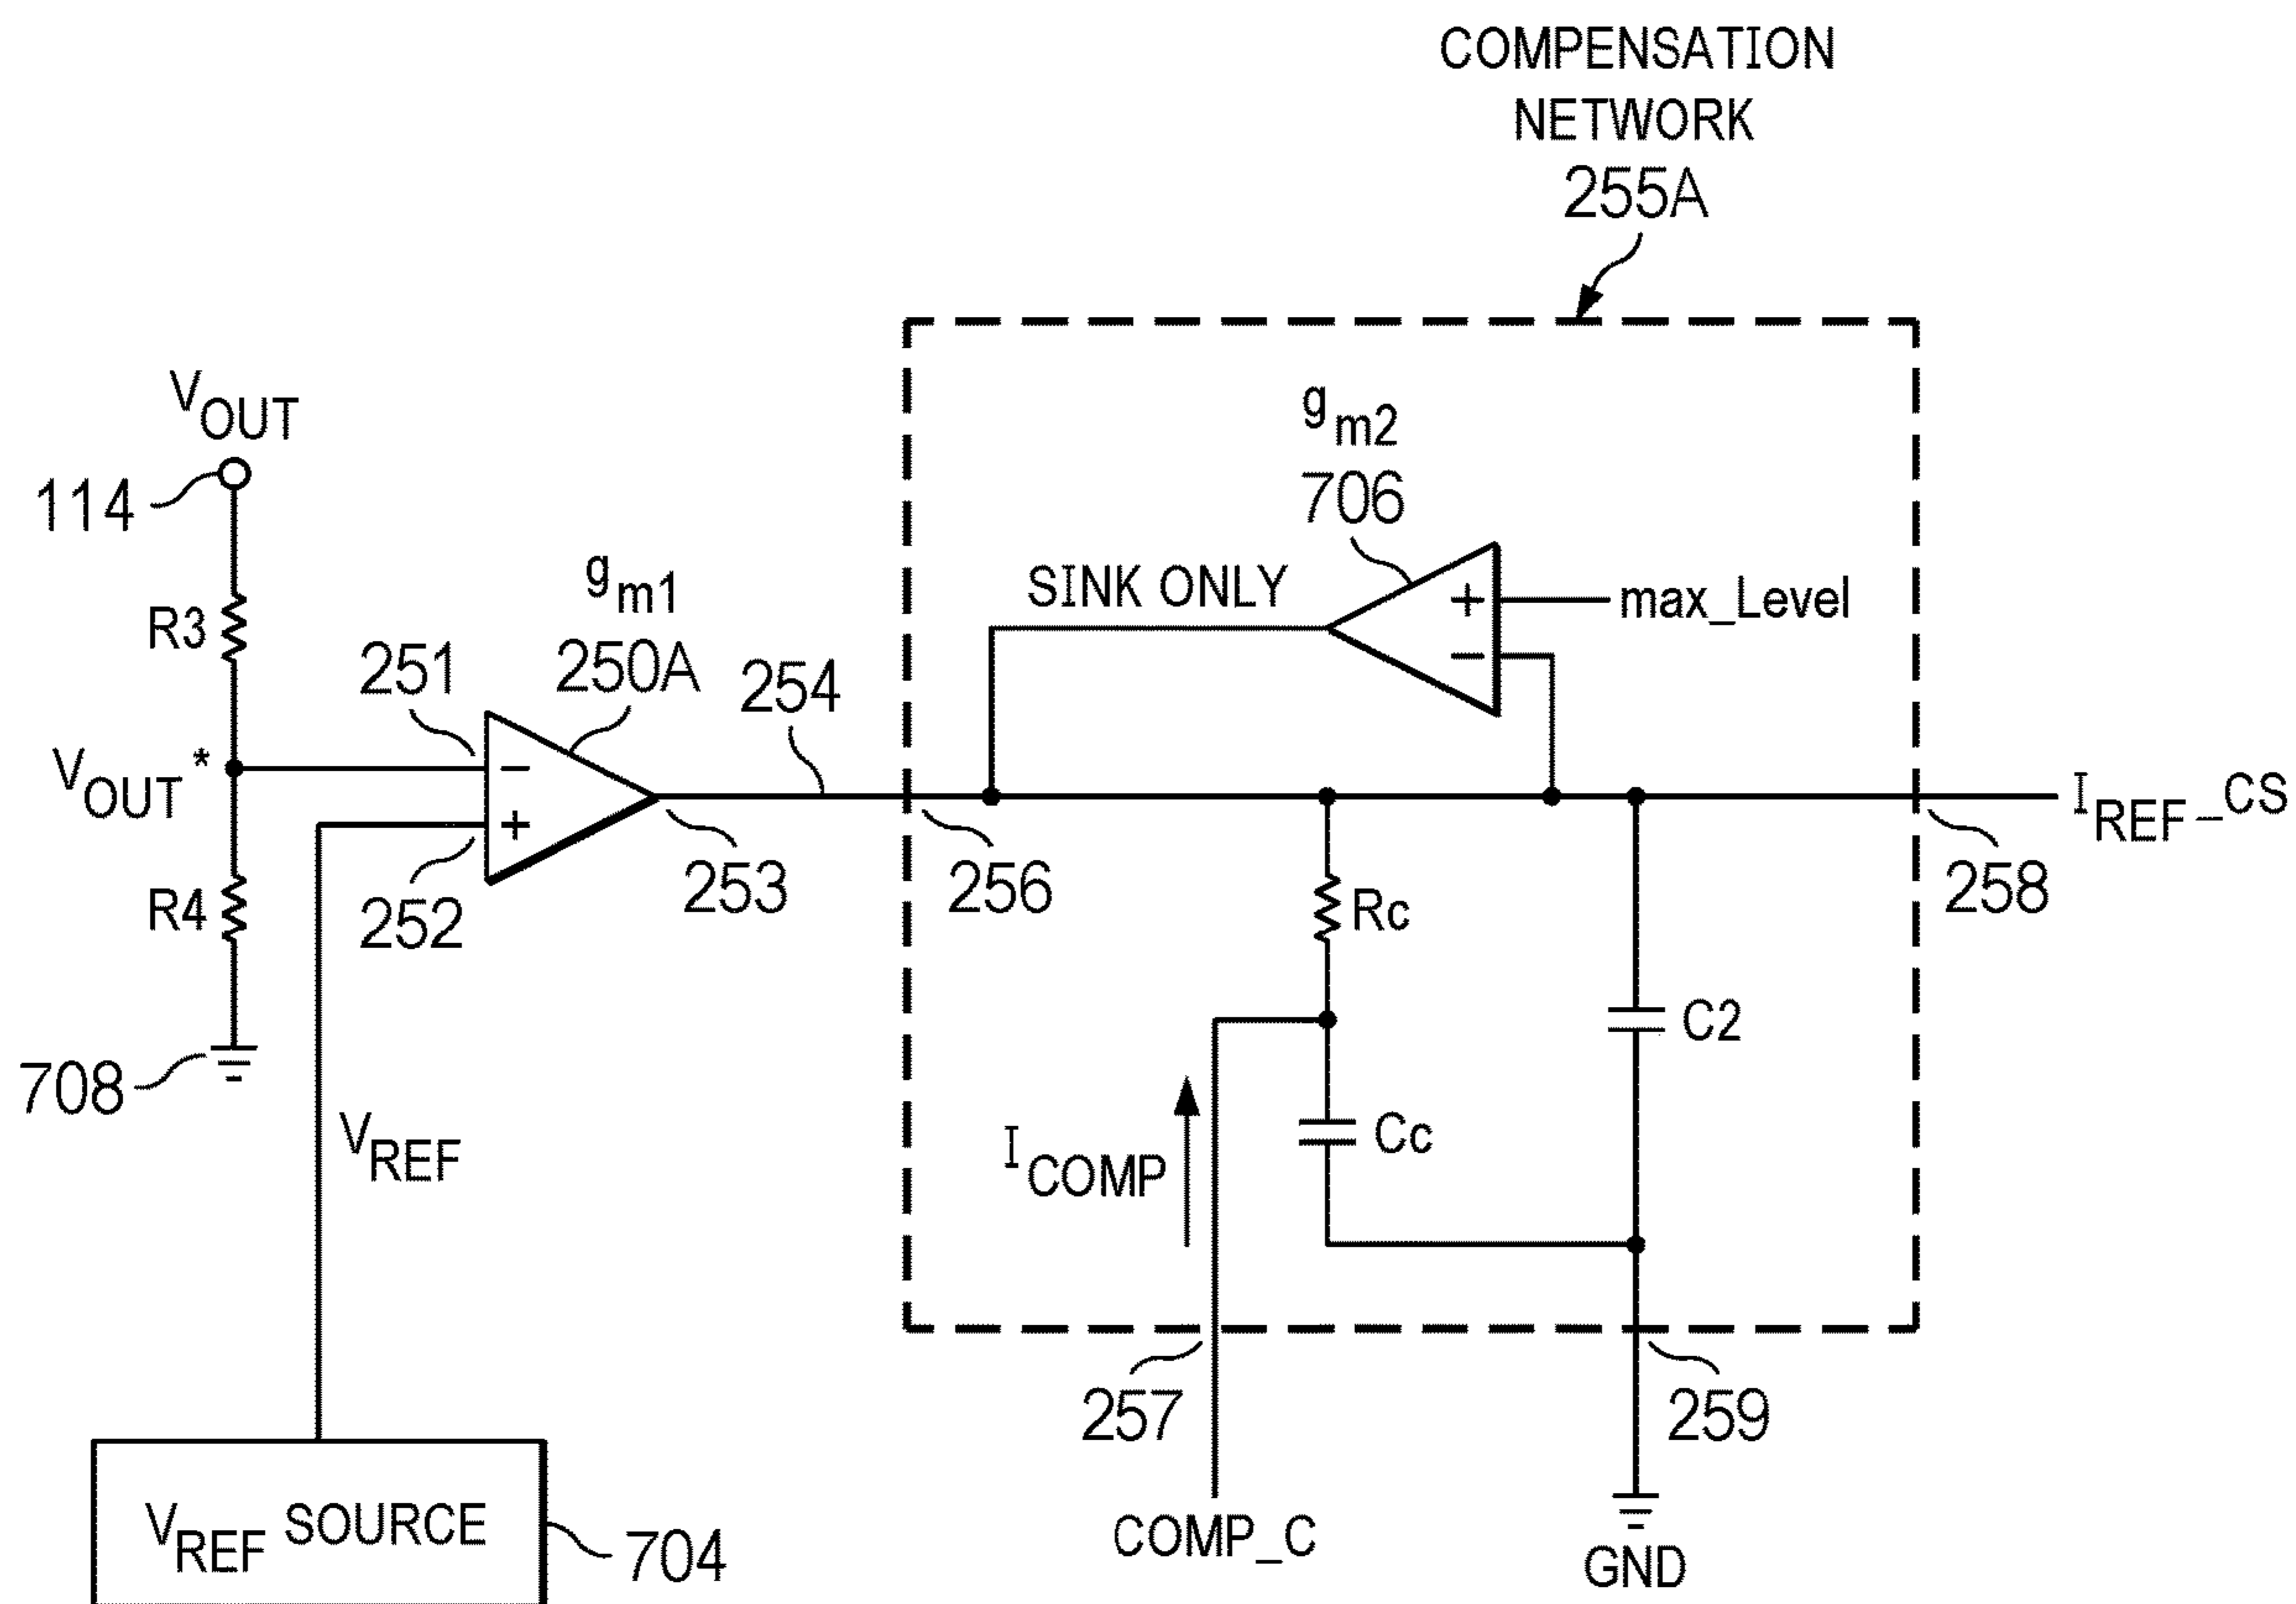 COMPENSATION
NETWORK
255A
VOUT
114
R3
gm1
250A
251
254
VOUT*
252
253
R4
708
VREF
VREF SOURCE
704
gm2
706
SINK ONLY
+
max_Level
−
−
+
256
IREF_CS
258
Rc
C2
Cc
ICOMP
257
259
COMP_C
GND